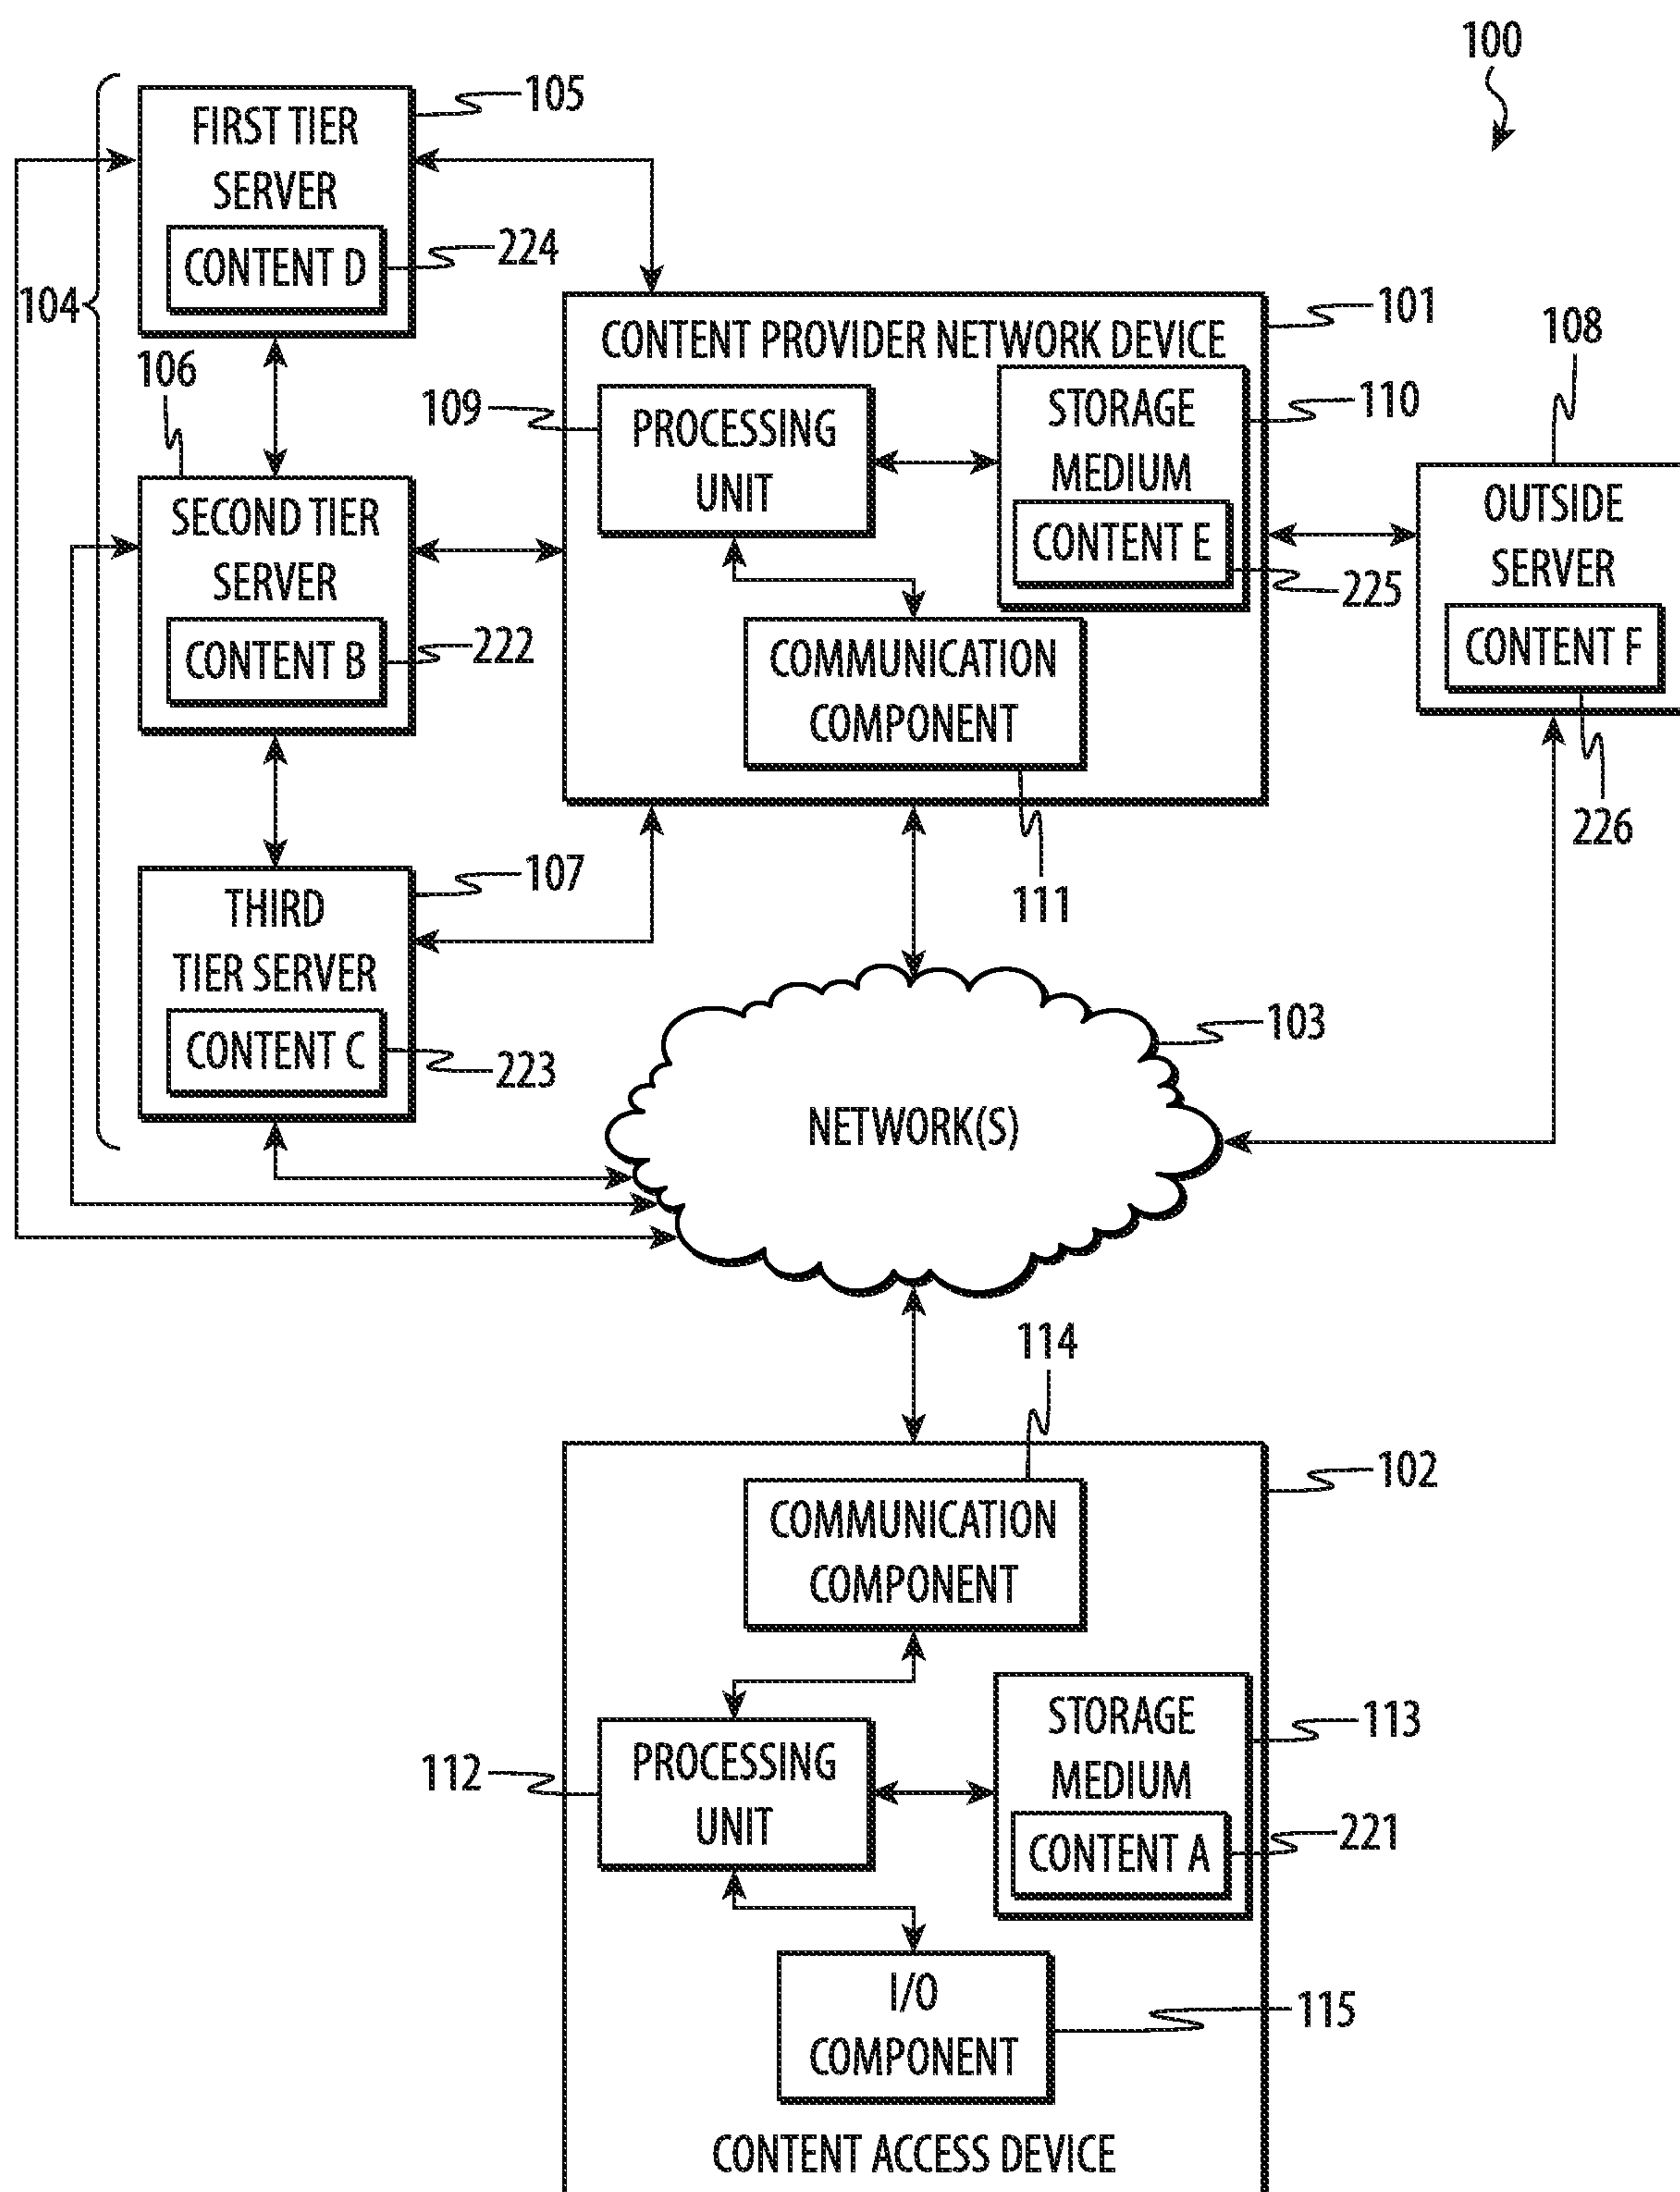 100
105
FIRST TIER
SERVER
CONTENT D
224
104
106
SECOND TIER
SERVER
CONTENT B
222
107
THIRD
TIER SERVER
CONTENT C
223
101
CONTENT PROVIDER NETWORK DEVICE
109
PROCESSING
UNIT
STORAGE
MEDIUM
110
CONTENT E
225
COMMUNICATION
COMPONENT
111
108
OUTSIDE
SERVER
CONTENT F
226
103
NETWORK(S)
114
102
COMMUNICATION
COMPONENT
112
PROCESSING
UNIT
STORAGE
MEDIUM
113
CONTENT A
221
I/O
COMPONENT
115
CONTENT ACCESS DEVICE